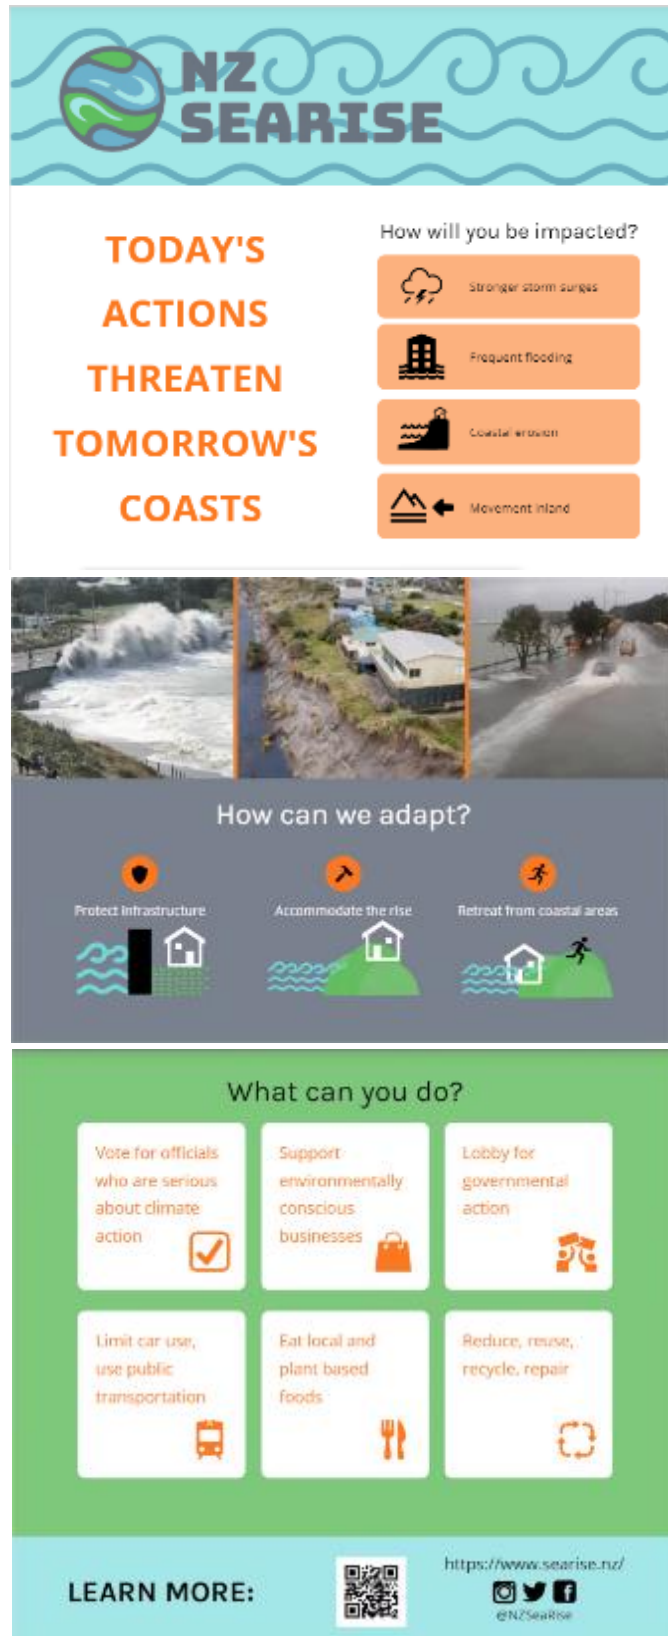 NZ
SEARISE
TODAY'S
ACTIONS
THREATEN
TOMORROW'S
COASTS
How will you be impacted?
Stronger storm surges
Frequent flooding
Coastal erosion
Movement inland
How can we adapt?
Protect Infrastructure
Accommodate the rise
Retreat from coastal areas
What can you do?
Vote for officials
who are serious
about climate
action
Support
environmentally
conscious
businesses
Lobby for
governmental
action
Limit car use,
use public
transportation
Eat local and
plant based
foods
Reduce, reuse,
recycle, repair
LEARN MORE:
https://www.searise.nz/
@NZSeaRise